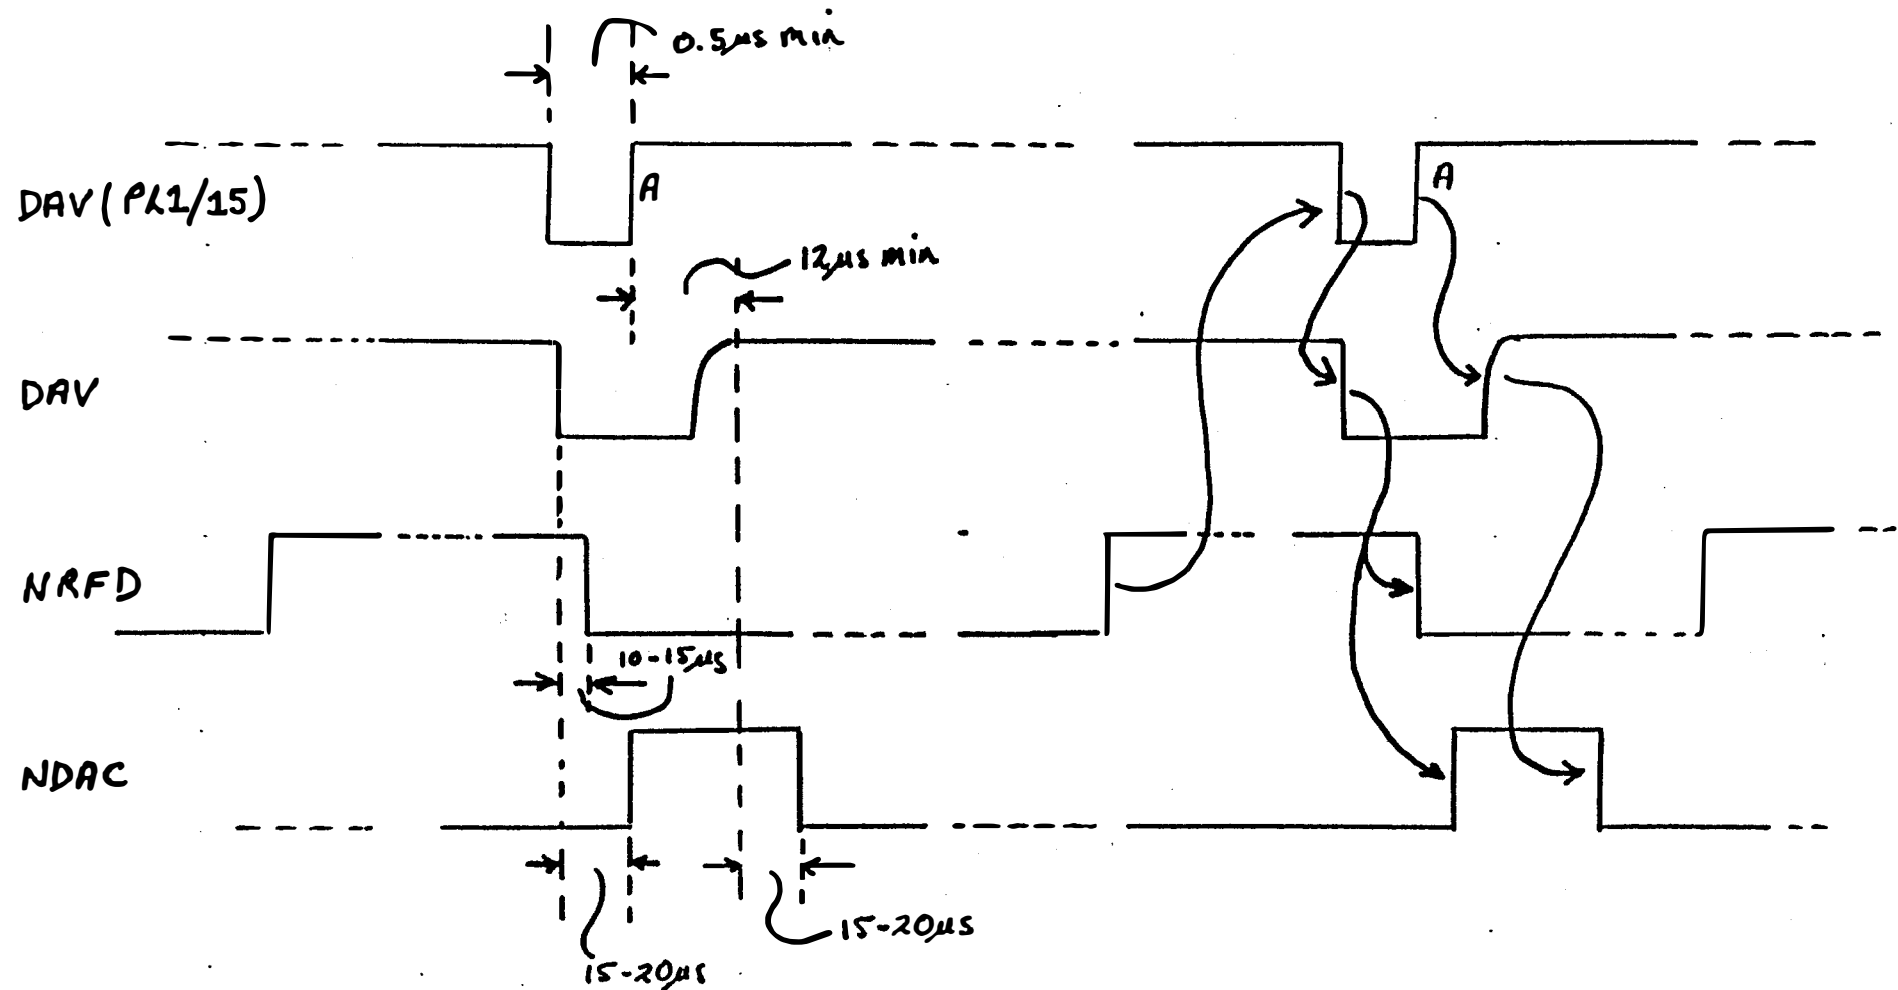 0.5µs min
DAV (PL1/15)
A
A
12µs min
DAV
NRFD
10-15µs
NDAC
15-20µs
15-20µs